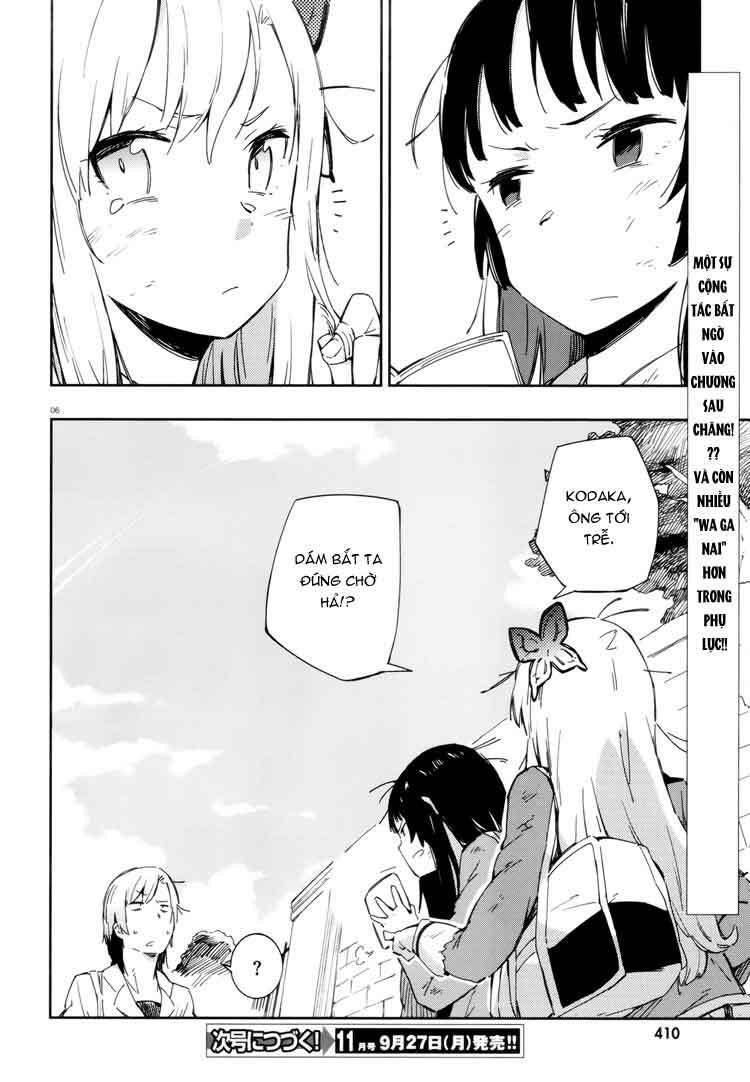 MỘT SỰ
CỘNG
TÁC BẤT
NGỜ
VÀO
CHƯƠNG
SAU
CHĂNG!
??
VÀ CÒN
NHIỀU
"WA GA
NAI"
HƠN
TRONG
PHỤ
LỤC!!
06
KODAKA,
ÔNG TỚI
TRỄ.
DÁM BẮT TA
ĐỨNG CHỜ
HẢ!?
?
次号につづく! 11月号 9月27日(月)発売!!
410